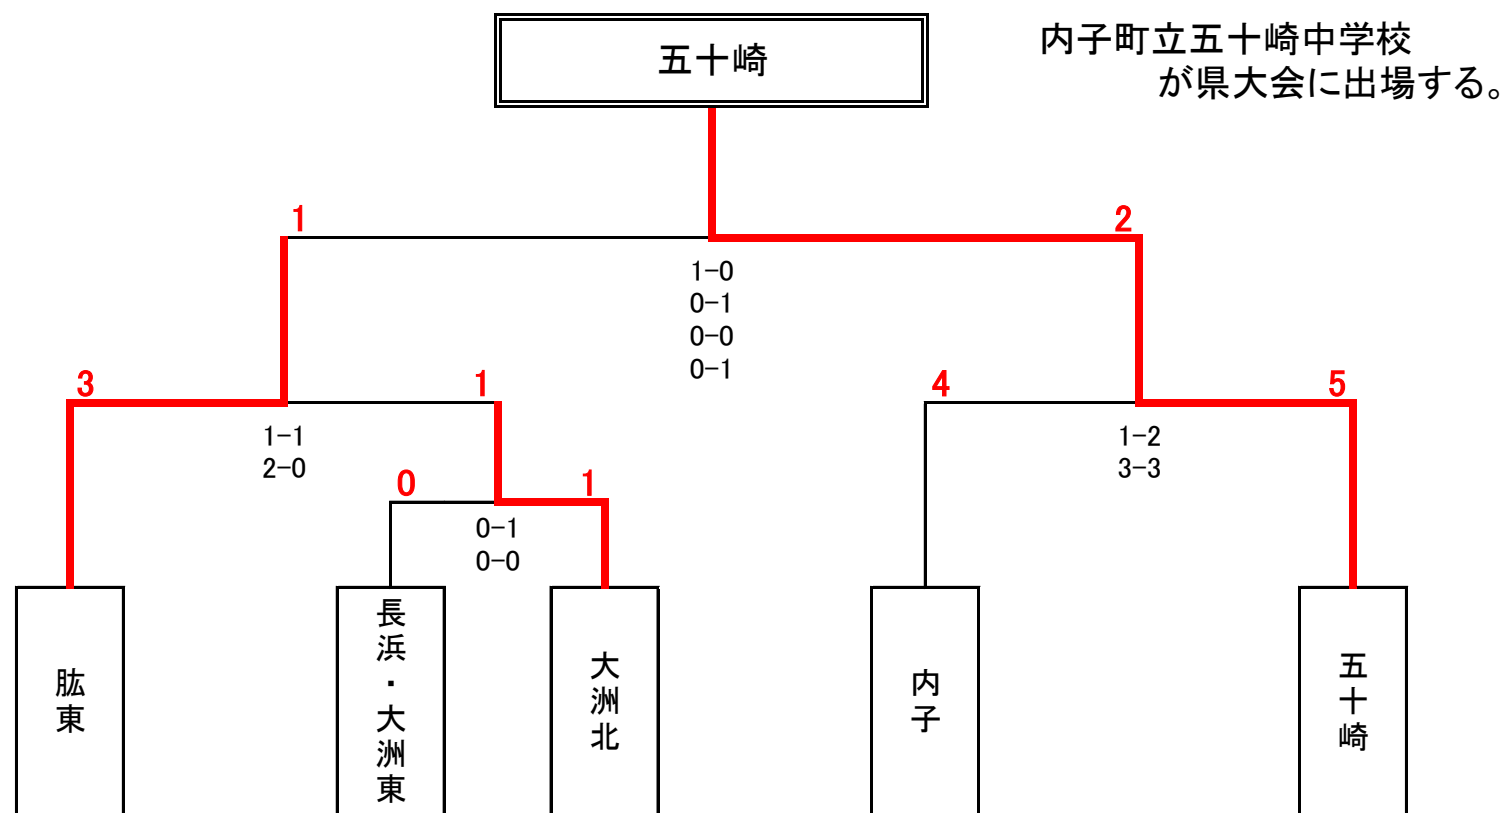 五十崎
内子町立五十崎中学校
が県大会に出場する。
1
2
1-0
0-1
0-0
0-1
3
1
4
5
1-1
2-0
1-2
3-3
0
1
0-1
0-0
肱東
長浜・大洲東
大洲北
内子
五十崎